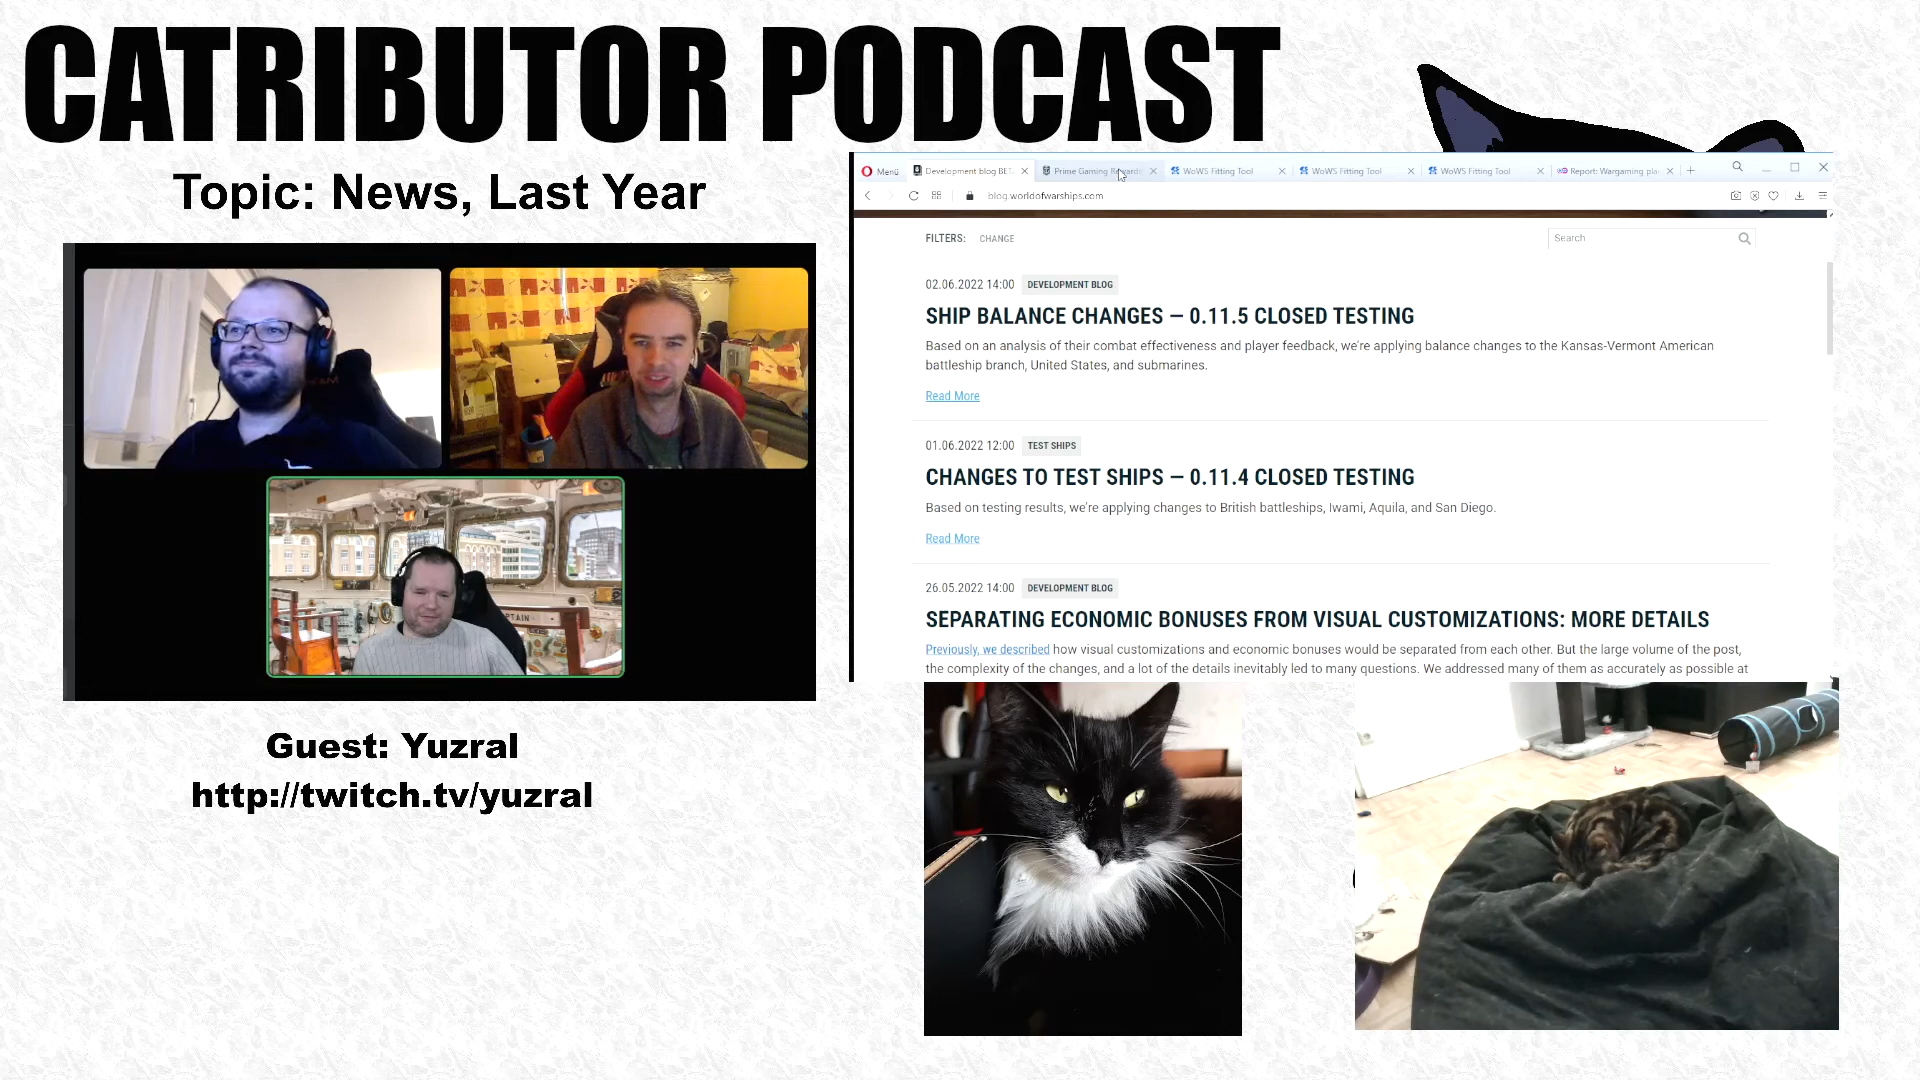 CATRIBUTOR PODCAST
Topic: News, Last Year
Menü
Development blog BET
Prime Gaming Rewards
WoWS Fitting Tool
WoWS Fitting Tool
WoWS Fitting Tool
Report: Wargaming pla
blog.worldofwarships.com
FILTERS: CHANGE
Search
02.06.2022 14:00 DEVELOPMENT BLOG
SHIP BALANCE CHANGES – 0.11.5 CLOSED TESTING
Based on an analysis of their combat effectiveness and player feedback, we're applying balance changes to the Kansas-Vermont American
battleship branch, United States, and submarines.
Read More
01.06.2022 12:00 TEST SHIPS
CHANGES TO TEST SHIPS – 0.11.4 CLOSED TESTING
Based on testing results, we're applying changes to British battleships, Iwami, Aquila, and San Diego.
Read More
26.05.2022 14:00 DEVELOPMENT BLOG
SEPARATING ECONOMIC BONUSES FROM VISUAL CUSTOMIZATIONS: MORE DETAILS
Previously, we described how visual customizations and economic bonuses would be separated from each other. But the large volume of the post,
the complexity of the changes, and a lot of the details inevitably led to many questions. We addressed many of them as accurately as possible at
Guest: Yuzral
http://twitch.tv/yuzral